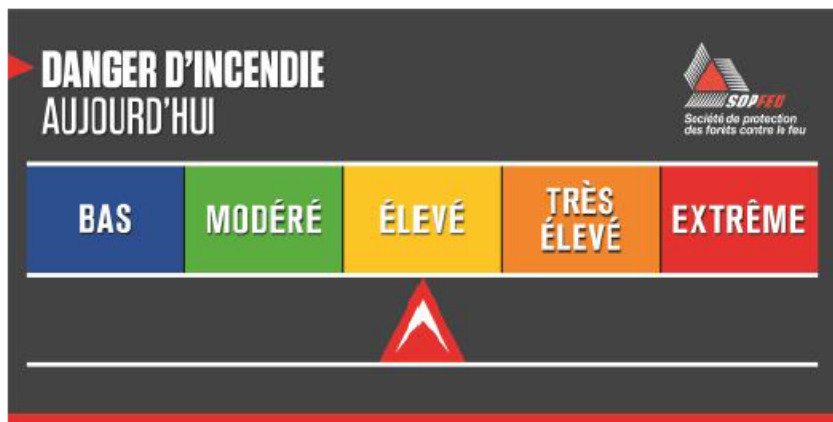 DANGER D'INCENDIE
AUJOURD'HUI
SOPFEU
Société de protection
des forêts contre le feu
BAS
MODÉRÉ
ÉLEVÉ
TRÈS
ÉLEVÉ
EXTRÊME